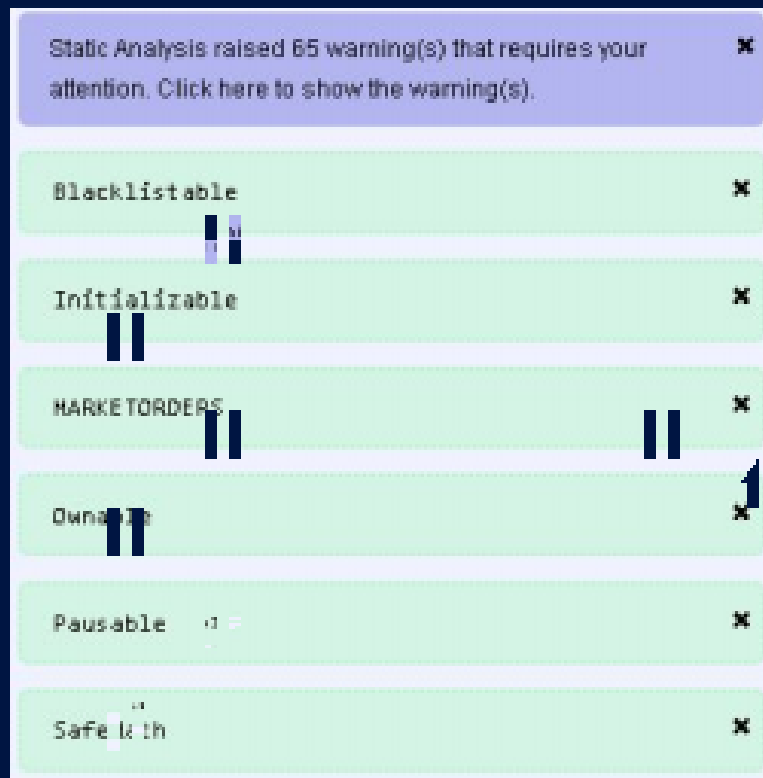 Static Analysis raised 65 warning(s) that requires your
attention. Click here to show the warning(s).
Blacklistable
Initializable
MARKETORDERS
Ownable
Pausable